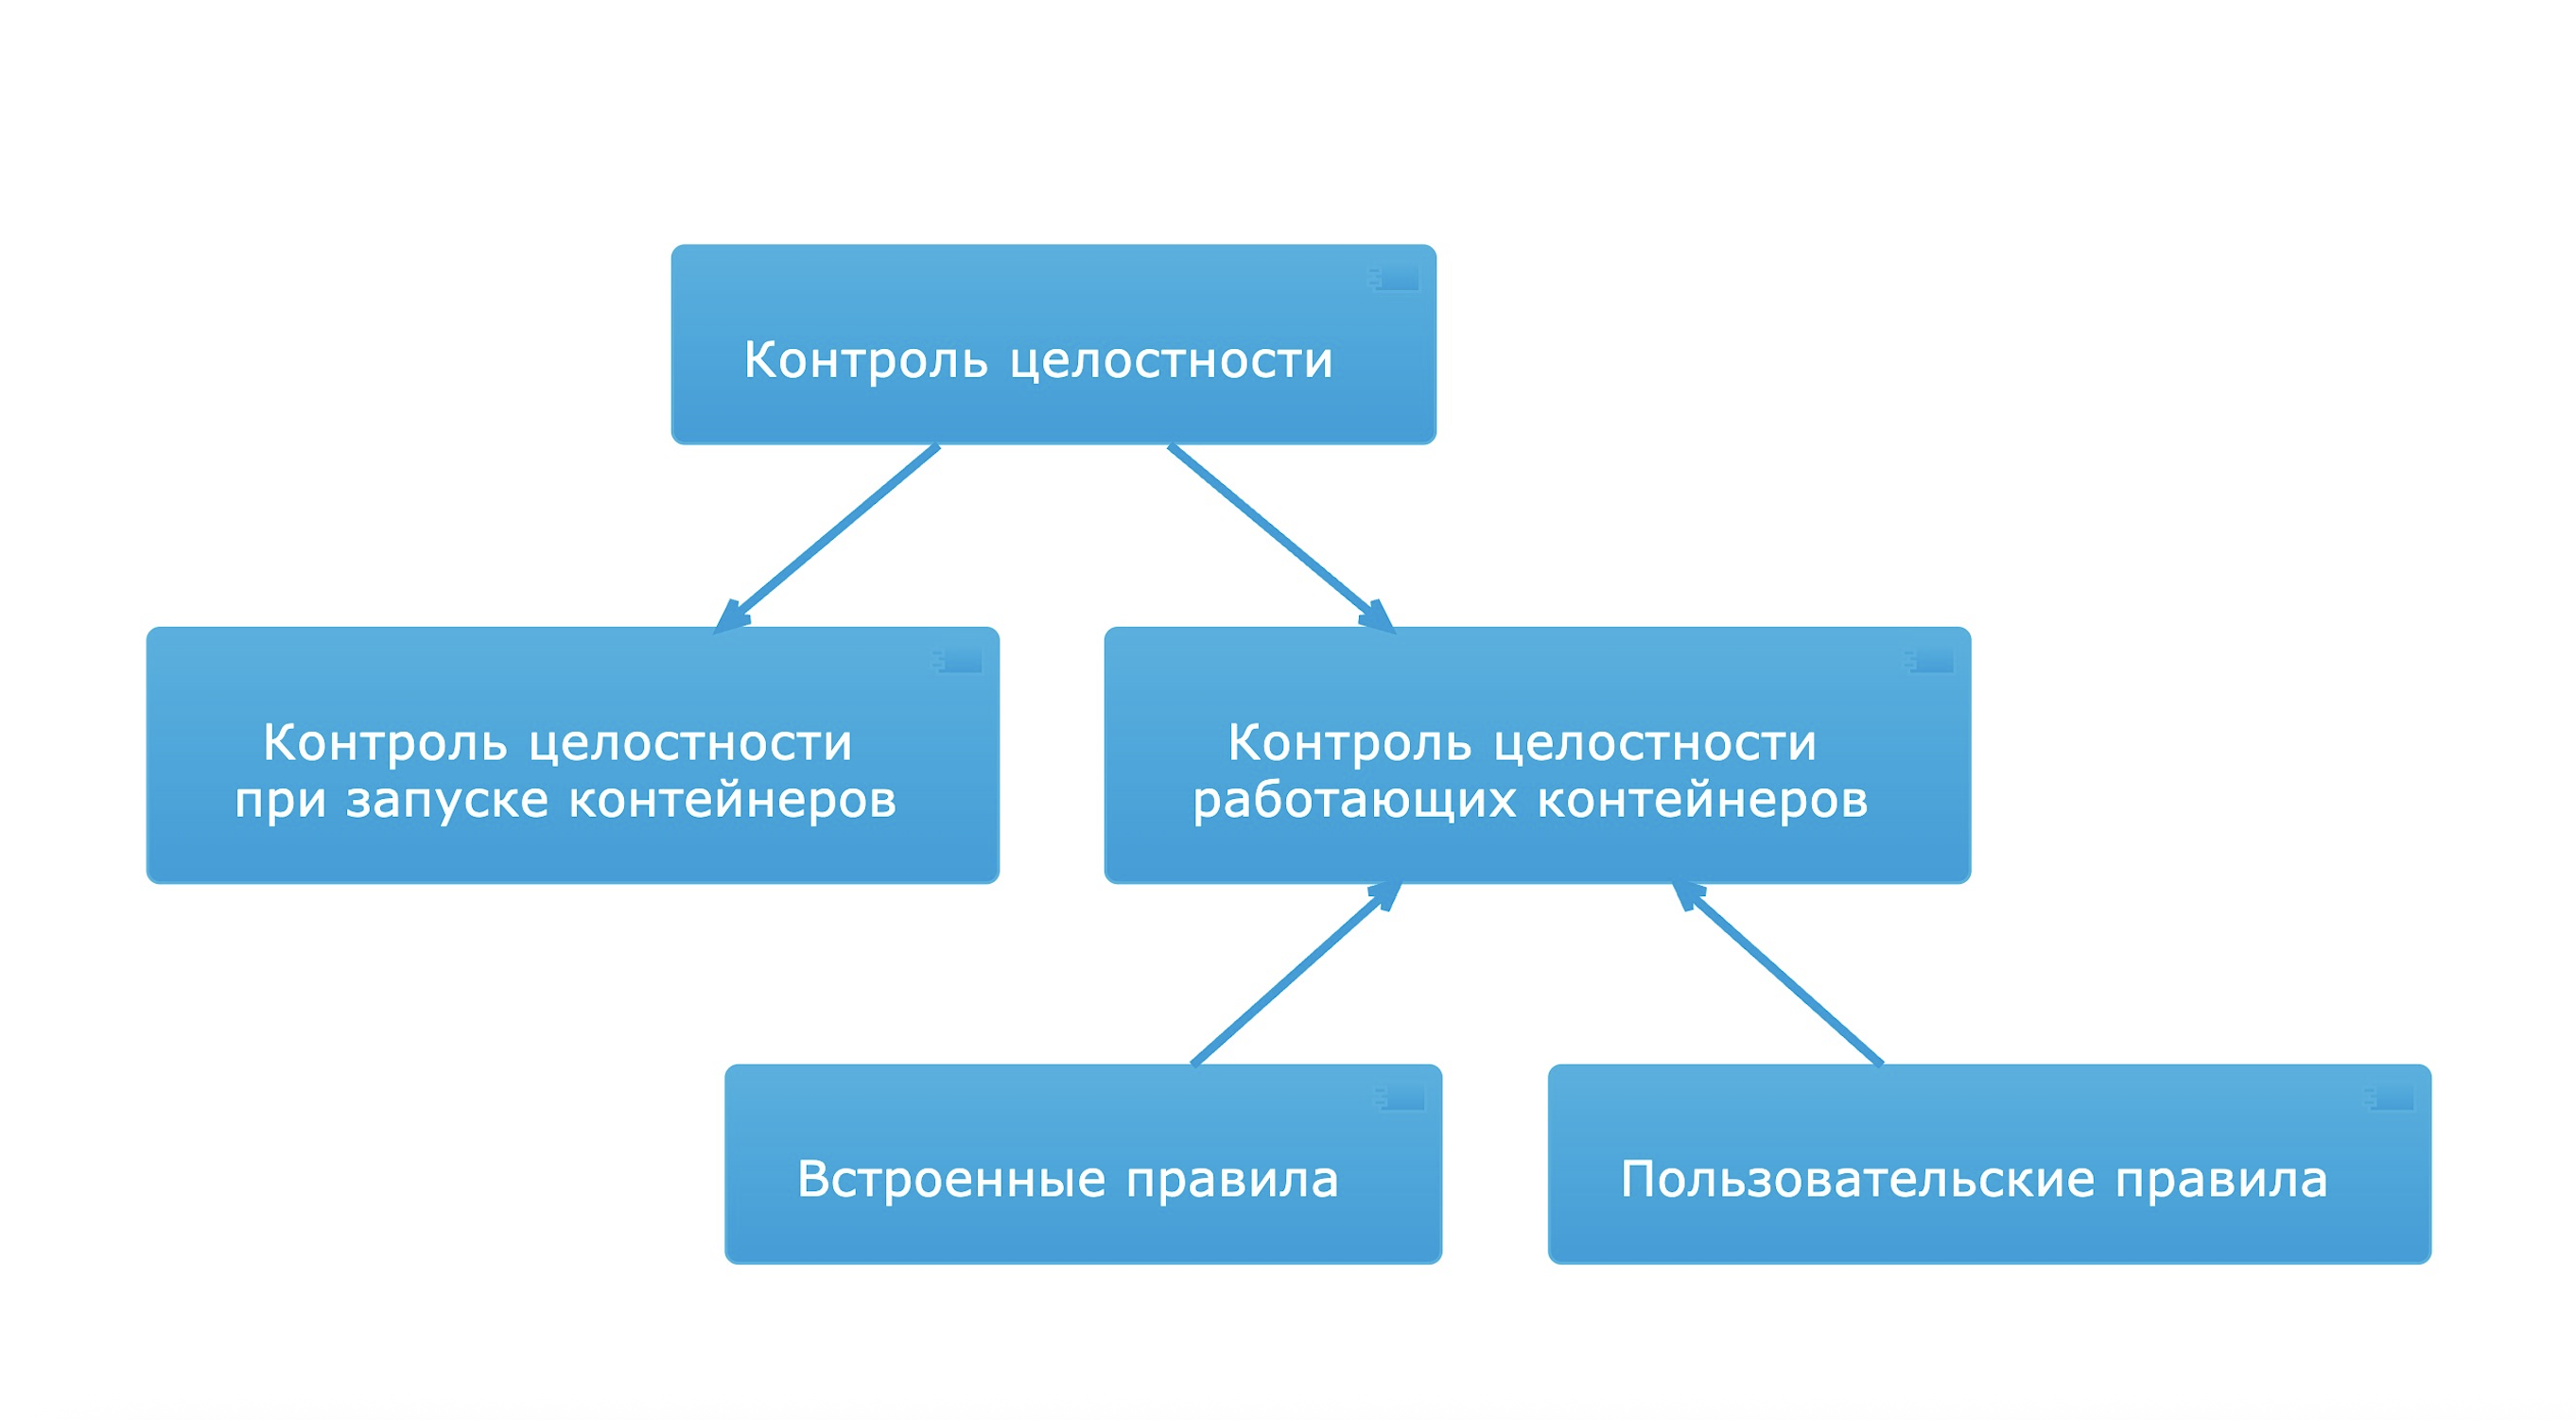 Контроль целостности
Контроль целостности
при запуске контейнеров
Контроль целостности
работающих контейнеров
Встроенные правила
Пользовательские правила